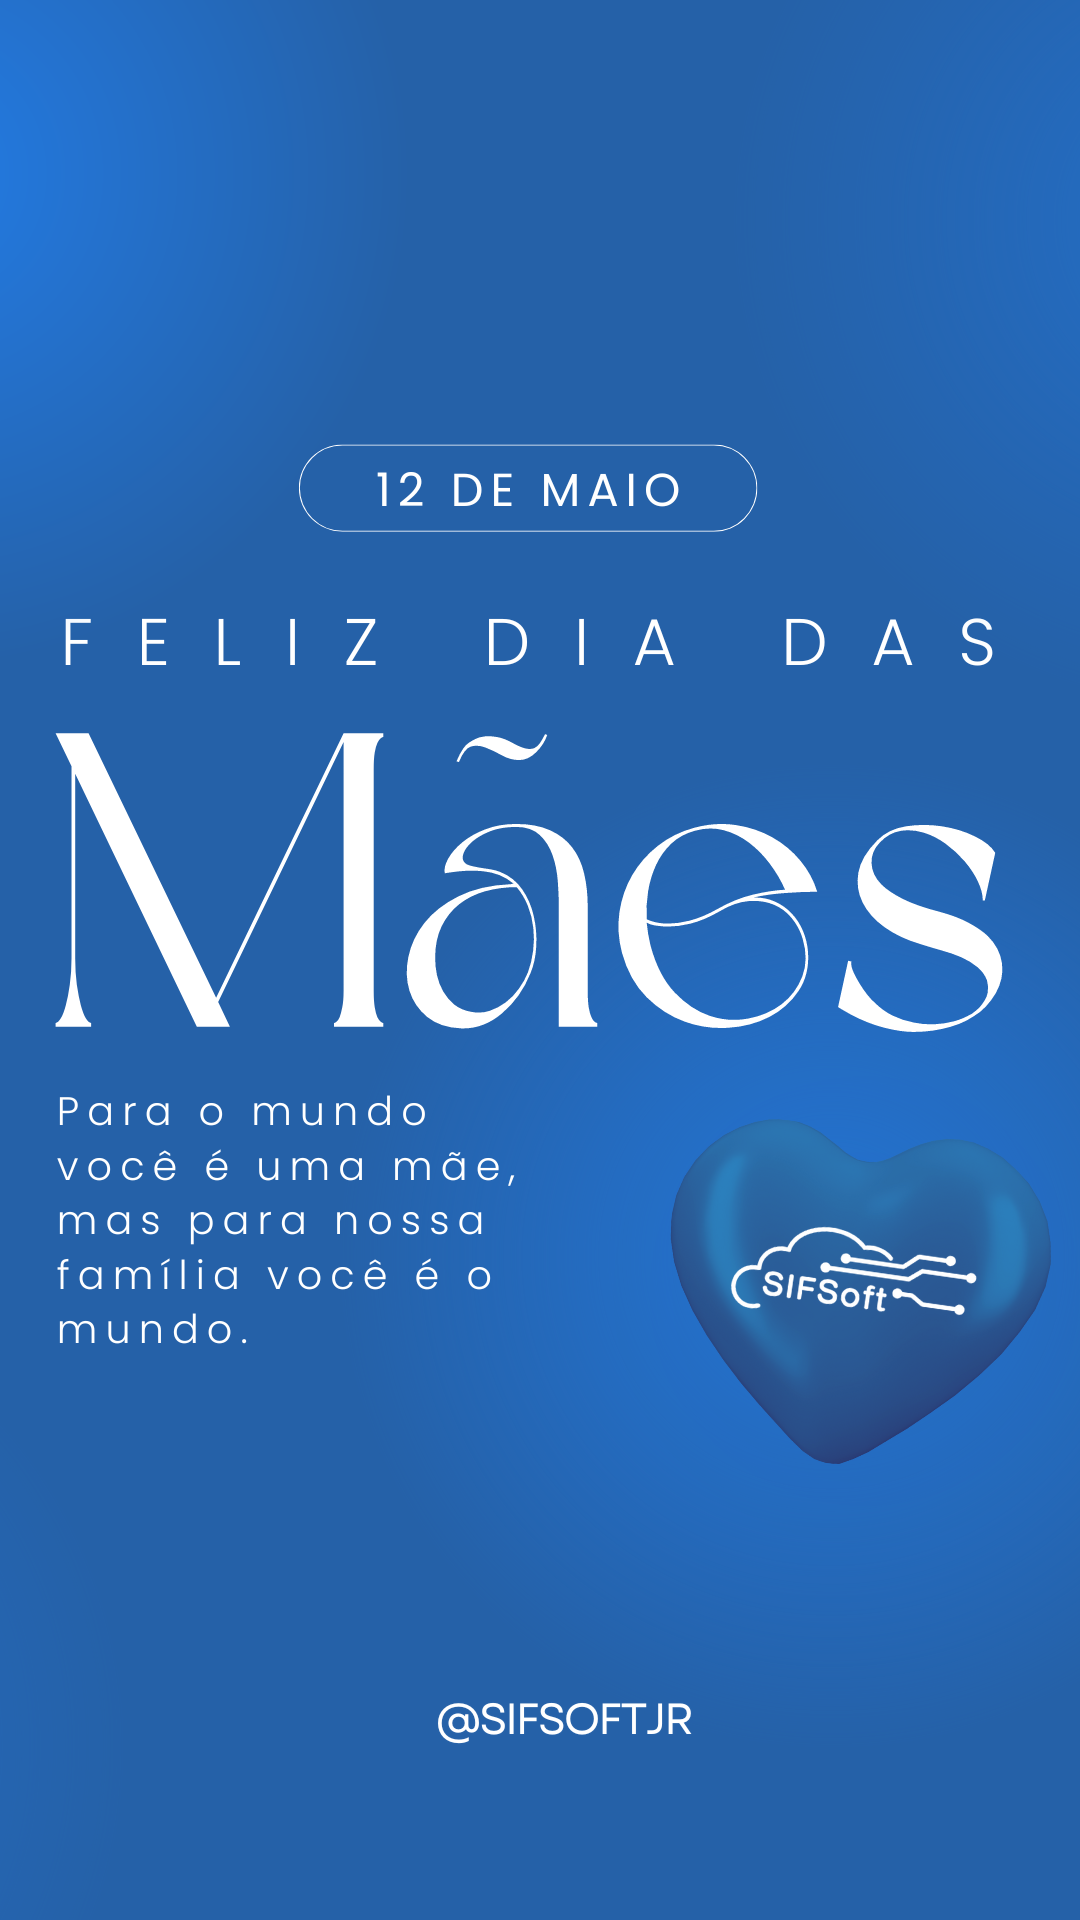 12 DE MAIO
FELIZ DIA DAS
Mães
Para o mundo
você é uma mãe,
mas para nossa
família você é o
mundo.
SIFSoft
@SIFSOFTJR